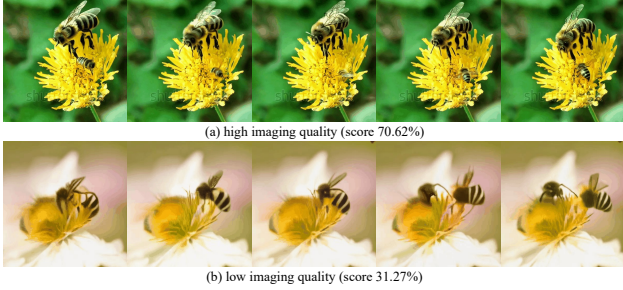 (a) high imaging quality (score 70.62%)
(b) low imaging quality (score 31.27%)